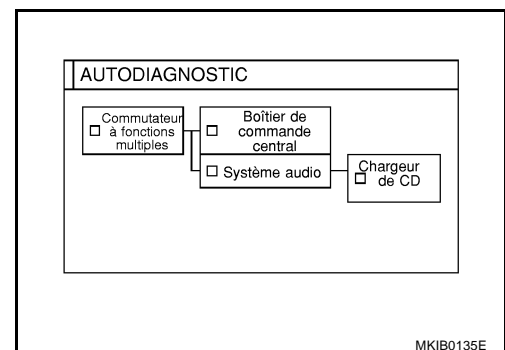 AUTODIAGNOSTIC
Commutateur
à fonctions
multiples
Boîtier de
commande
central
Système audio
Chargeur
de CD
MKIB0135E